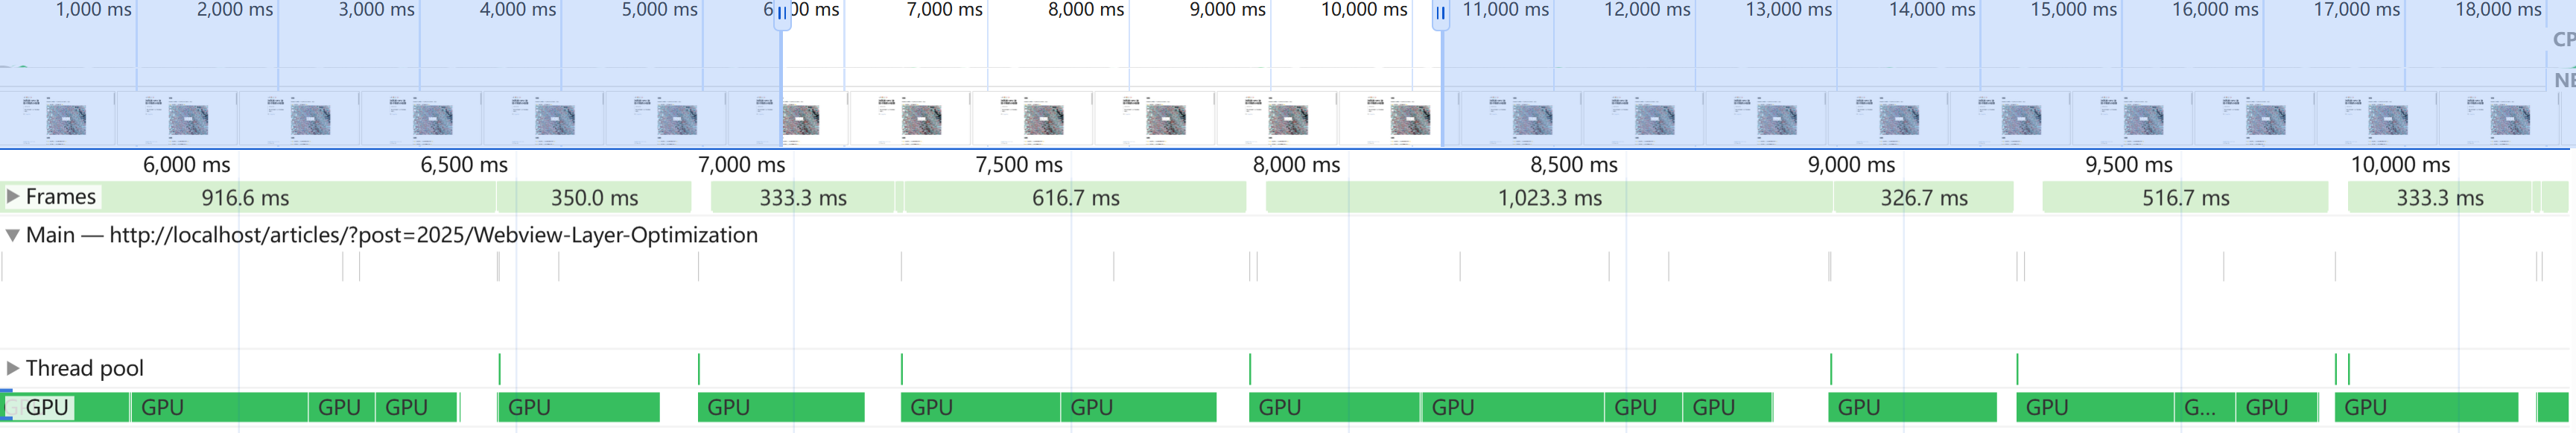 1,000 ms 2,000 ms 3,000 ms 4,000 ms 5,000 ms 6 00 ms 7,000 ms 8,000 ms 9,000 ms 10,000 ms 11,000 ms 12,000 ms 13,000 ms 14,000 ms 15,000 ms 16,000 ms 17,000 ms 18,000 ms
CP
NE
6,000 ms 6,500 ms 7,000 ms 7,500 ms 8,000 ms 8,500 ms 9,000 ms 9,500 ms 10,000 ms
Frames 916.6 ms 350.0 ms 333.3 ms 616.7 ms 1,023.3 ms 326.7 ms 516.7 ms 333.3 ms
Main — http://localhost/articles/?post=2025/Webview-Layer-Optimization
Thread pool
GPU GPU GPU GPU GPU GPU GPU GPU GPU GPU GPU GPU GPU GPU G... GPU GPU